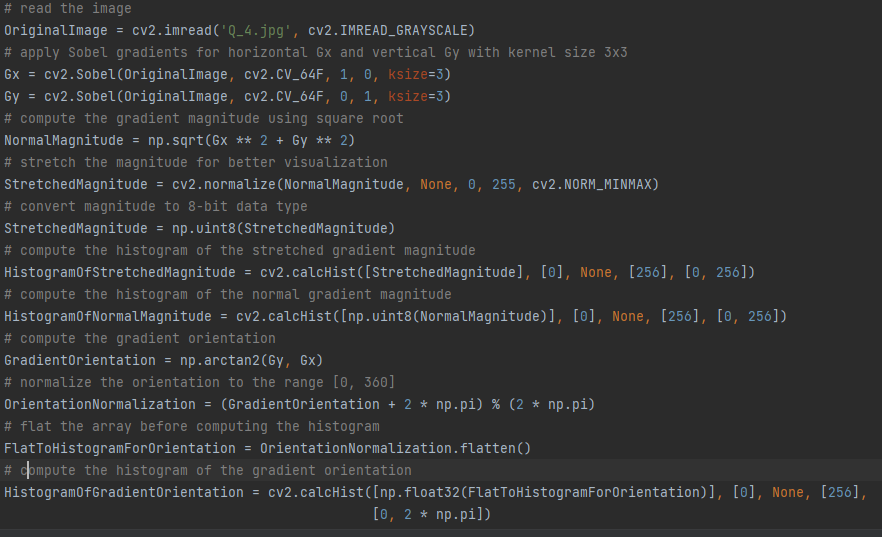 # read the image
OriginalImage = cv2.imread('Q_4.jpg', cv2.IMREAD_GRAYSCALE)
# apply Sobel gradients for horizontal Gx and vertical Gy with kernel size 3x3
Gx = cv2.Sobel(OriginalImage, cv2.CV_64F, 1, 0, ksize=3)
Gy = cv2.Sobel(OriginalImage, cv2.CV_64F, 0, 1, ksize=3)
# compute the gradient magnitude using square root
NormalMagnitude = np.sqrt(Gx ** 2 + Gy ** 2)
# stretch the magnitude for better visualization
StretchedMagnitude = cv2.normalize(NormalMagnitude, None, 0, 255, cv2.NORM_MINMAX)
# convert magnitude to 8-bit data type
StretchedMagnitude = np.uint8(StretchedMagnitude)
# compute the histogram of the stretched gradient magnitude
HistogramOfStretchedMagnitude = cv2.calcHist([StretchedMagnitude], [0], None, [256], [0, 256])
# compute the histogram of the normal gradient magnitude
HistogramOfNormalMagnitude = cv2.calcHist([np.uint8(NormalMagnitude)], [0], None, [256], [0, 256])
# compute the gradient orientation
GradientOrientation = np.arctan2(Gy, Gx)
# normalize the orientation to the range [0, 360]
OrientationNormalization = (GradientOrientation + 2 * np.pi) % (2 * np.pi)
# flat the array before computing the histogram
FlatToHistogramForOrientation = OrientationNormalization.flatten()
# compute the histogram of the gradient orientation
HistogramOfGradientOrientation = cv2.calcHist([np.float32(FlatToHistogramForOrientation)], [0], None, [256],
[0, 2 * np.pi])